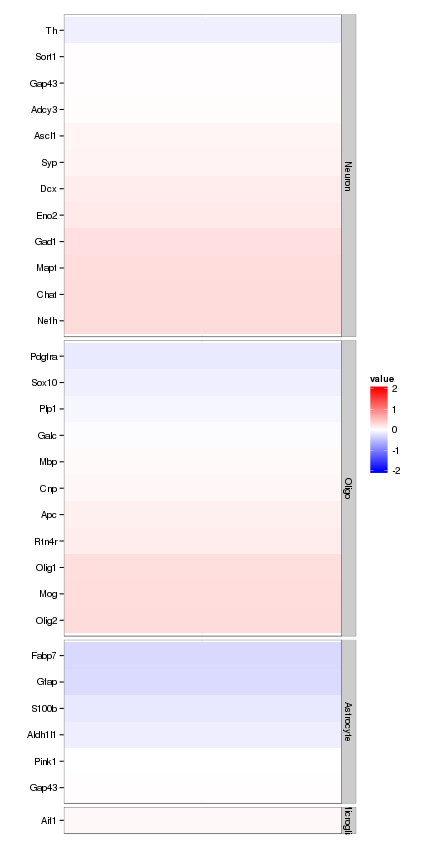 Th
Sort1
Gap43
Adcy3
Ascl1
Syp
Dcx
Eno2
Gad1
Mapt
Chat
Nefh
Neuron
Pdgfra
Sox10
Plp1
Galc
Mbp
Cnp
Apc
Rtn4r
Olig1
Mog
Olig2
Oligo
value
2
1
0
-1
-2
Fabp7
Gfap
S100b
Aldh1l1
Pink1
Gap43
Astrocyte
Aif1